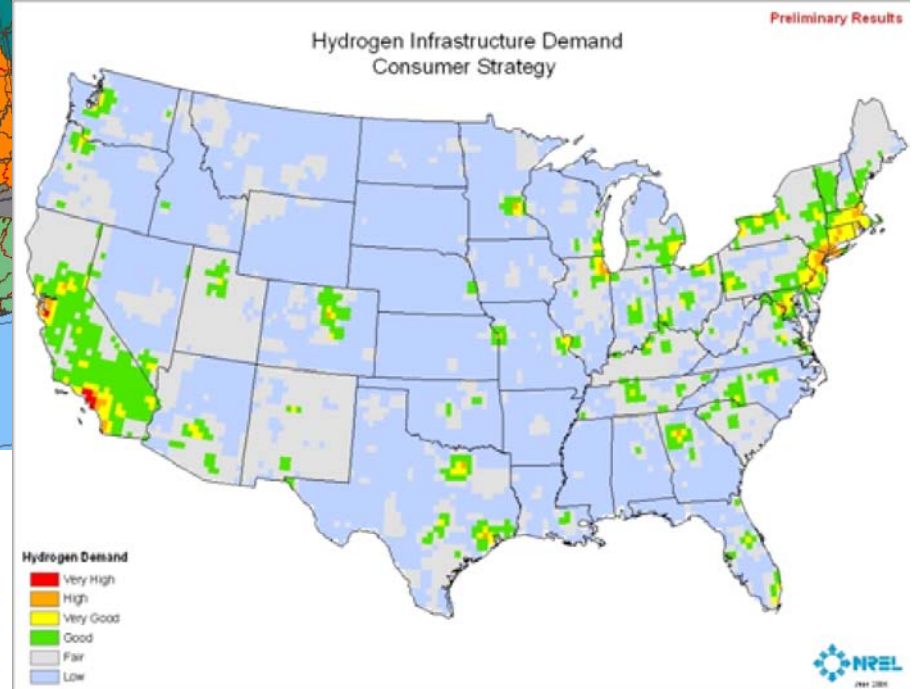 Preliminary Results
Hydrogen Infrastructure Demand
Consumer Strategy
Hydrogen Demand
Very High
High
Very Good
Good
Fair
Low
NREL